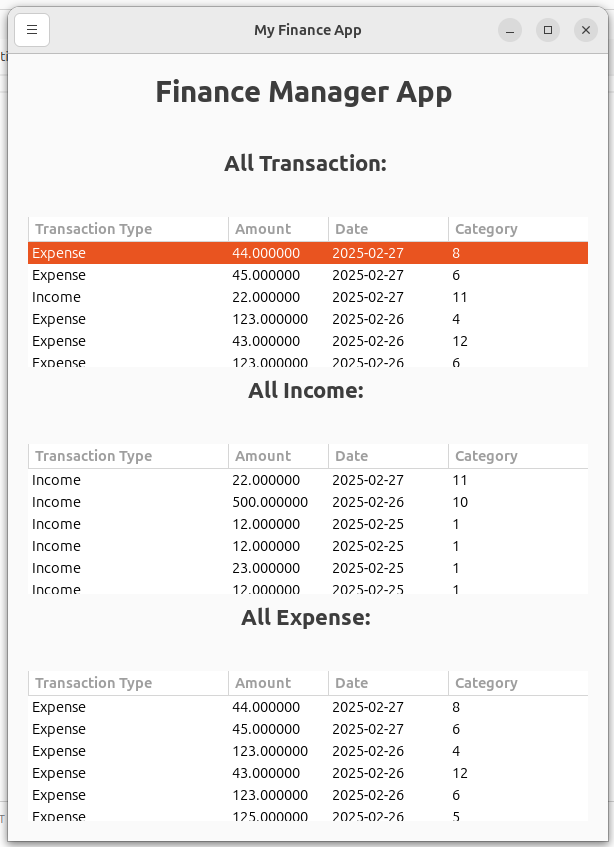 My Finance App
Finance Manager App
All Transaction:
Transaction Type Amount Date Category
Expense 44.000000 2025-02-27 8
Expense 45.000000 2025-02-27 6
Income 22.000000 2025-02-27 11
Expense 123.000000 2025-02-26 4
Expense 43.000000 2025-02-26 12
Expense 123.000000 2025-02-26 6
All Income:
Transaction Type Amount Date Category
Income 22.000000 2025-02-27 11
Income 500.000000 2025-02-26 10
Income 12.000000 2025-02-25 1
Income 12.000000 2025-02-25 1
Income 23.000000 2025-02-25 1
Income 12.000000 2025-02-25 1
All Expense:
Transaction Type Amount Date Category
Expense 44.000000 2025-02-27 8
Expense 45.000000 2025-02-27 6
Expense 123.000000 2025-02-26 4
Expense 43.000000 2025-02-26 12
Expense 123.000000 2025-02-26 6
Expense 125.000000 2025-02-26 5